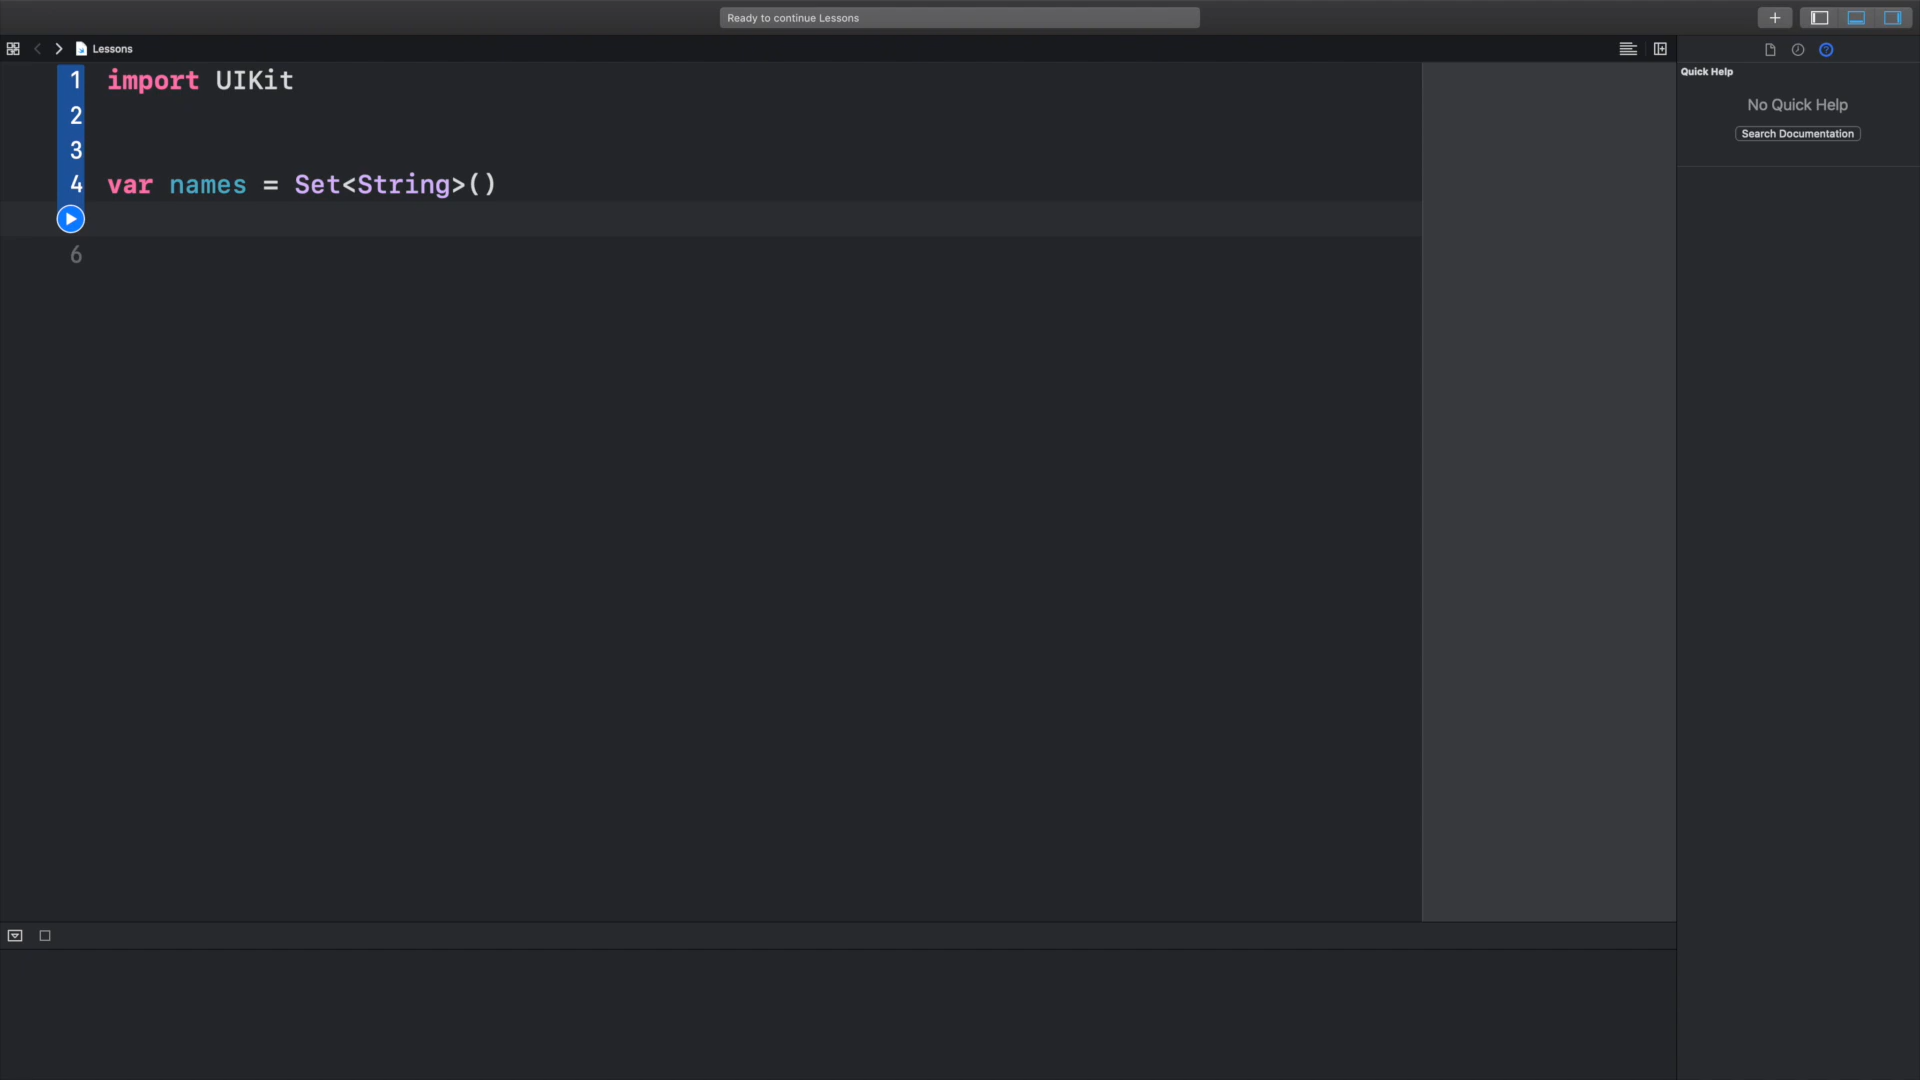 Ready to continue Lessons
Lessons
Quick Help
No Quick Help
Search Documentation
1 import UIKit
2
3
4 var names = Set<String>()
6